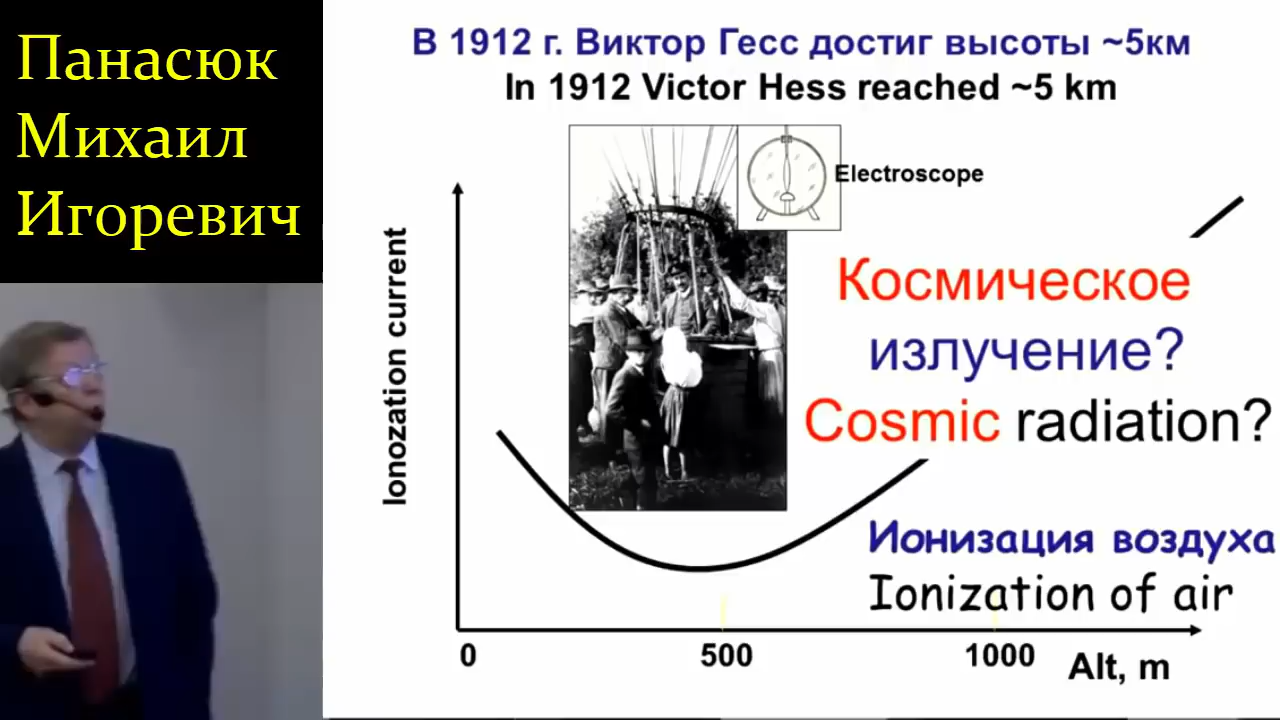 Панасюк
Михаил
Игоревич
В 1912 г. Виктор Гесс достиг высоты ~5км
In 1912 Victor Hess reached ~5 km
Electroscope
Ionozation current
Космическое
излучение?
Cosmic radiation?
Ионизация воздуха
Ionization of air
0
500
1000
Alt, m